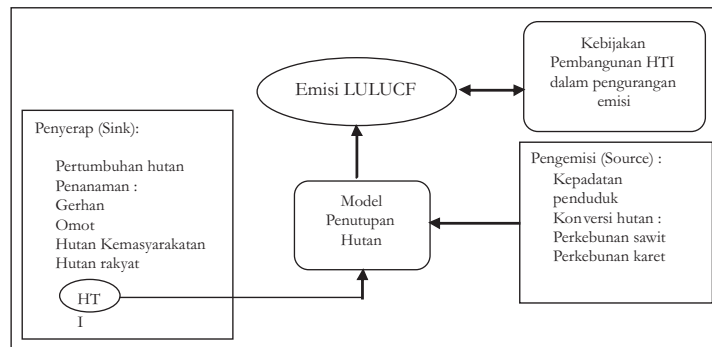 Kebijakan
Pembangunan HTI
dalam pengurangan
emisi
Emisi LULUCF
Penyerap (Sink):
Pertumbuhan hutan
Penanaman :
Gerhan
Omot
Hutan Kemasyarakatan
Hutan rakyat
HT
I
Model
Penutupan
Hutan
Pengemisi (Source) :
Kepadatan
penduduk
Konversi hutan :
Perkebunan sawit
Perkebunan karet